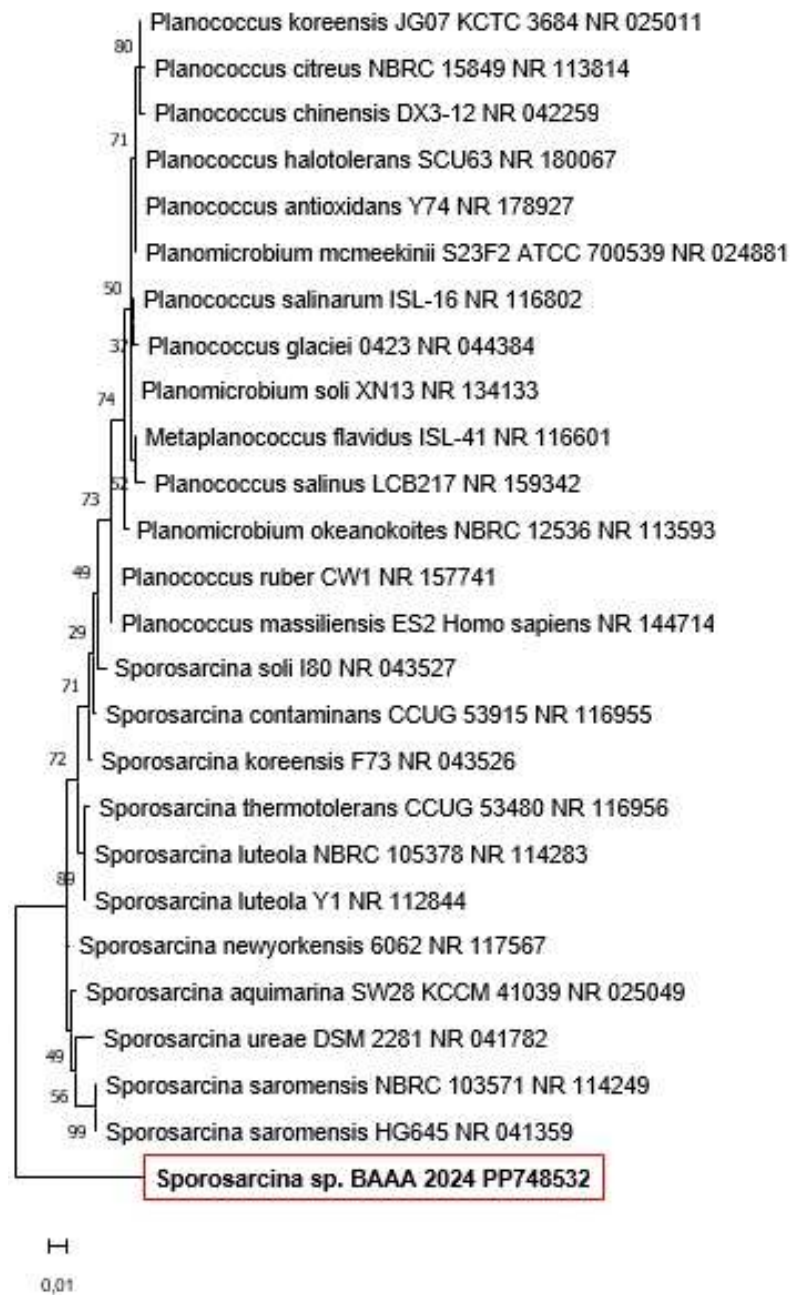 Planococcus koreensis JG07 KCTC 3684 NR 025011
80
Planococcus citreus NBRC 15849 NR 113814
Planococcus chinensis DX3-12 NR 042259
71
Planococcus halotolerans SCU63 NR 180067
Planococcus antioxidans Y74 NR 178927
Planomicrobium mcmeekinii S23F2 ATCC 700539 NR 024881
50
Planococcus salinarum ISL-16 NR 116802
37
Planococcus glaciei 0423 NR 044384
Planomicrobium soli XN13 NR 134133
74
Metaplanococcus flavidus ISL-41 NR 116601
52
Planococcus salinus LCB217 NR 159342
73
Planomicrobium okeanokoites NBRC 12536 NR 113593
49
Planococcus ruber CW1 NR 157741
29
Planococcus massiliensis ES2 Homo sapiens NR 144714
Sporosarcina soli I80 NR 043527
71
Sporosarcina contaminans CCUG 53915 NR 116955
72
Sporosarcina koreensis F73 NR 043526
Sporosarcina thermotolerans CCUG 53480 NR 116956
Sporosarcina luteola NBRC 105378 NR 114283
89
Sporosarcina luteola Y1 NR 112844
Sporosarcina newyorkensis 6062 NR 117567
Sporosarcina aquimarina SW28 KCCM 41039 NR 025049
Sporosarcina ureae DSM 2281 NR 041782
49
Sporosarcina saromensis NBRC 103571 NR 114249
56
Sporosarcina saromensis HG645 NR 041359
99
Sporosarcina sp. BAAA 2024 PP748532
0,01